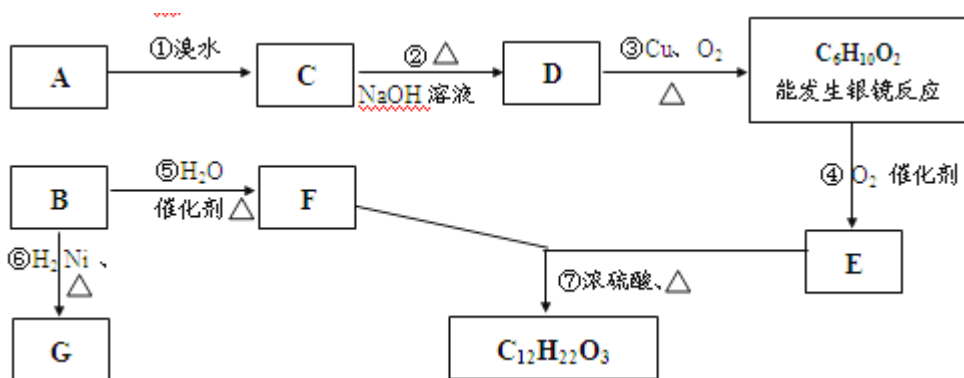 A ①溴水 C ②△ NaOH溶液 D ③Cu、O₂ △ C₆H₁₀O₂
能发生银镜反应
④O₂ 催化剂
B ⑤H₂O 催化剂△ F
⑥H₂ Ni、△
E
⑦浓硫酸、△
G
C₁₂H₂₂O₃